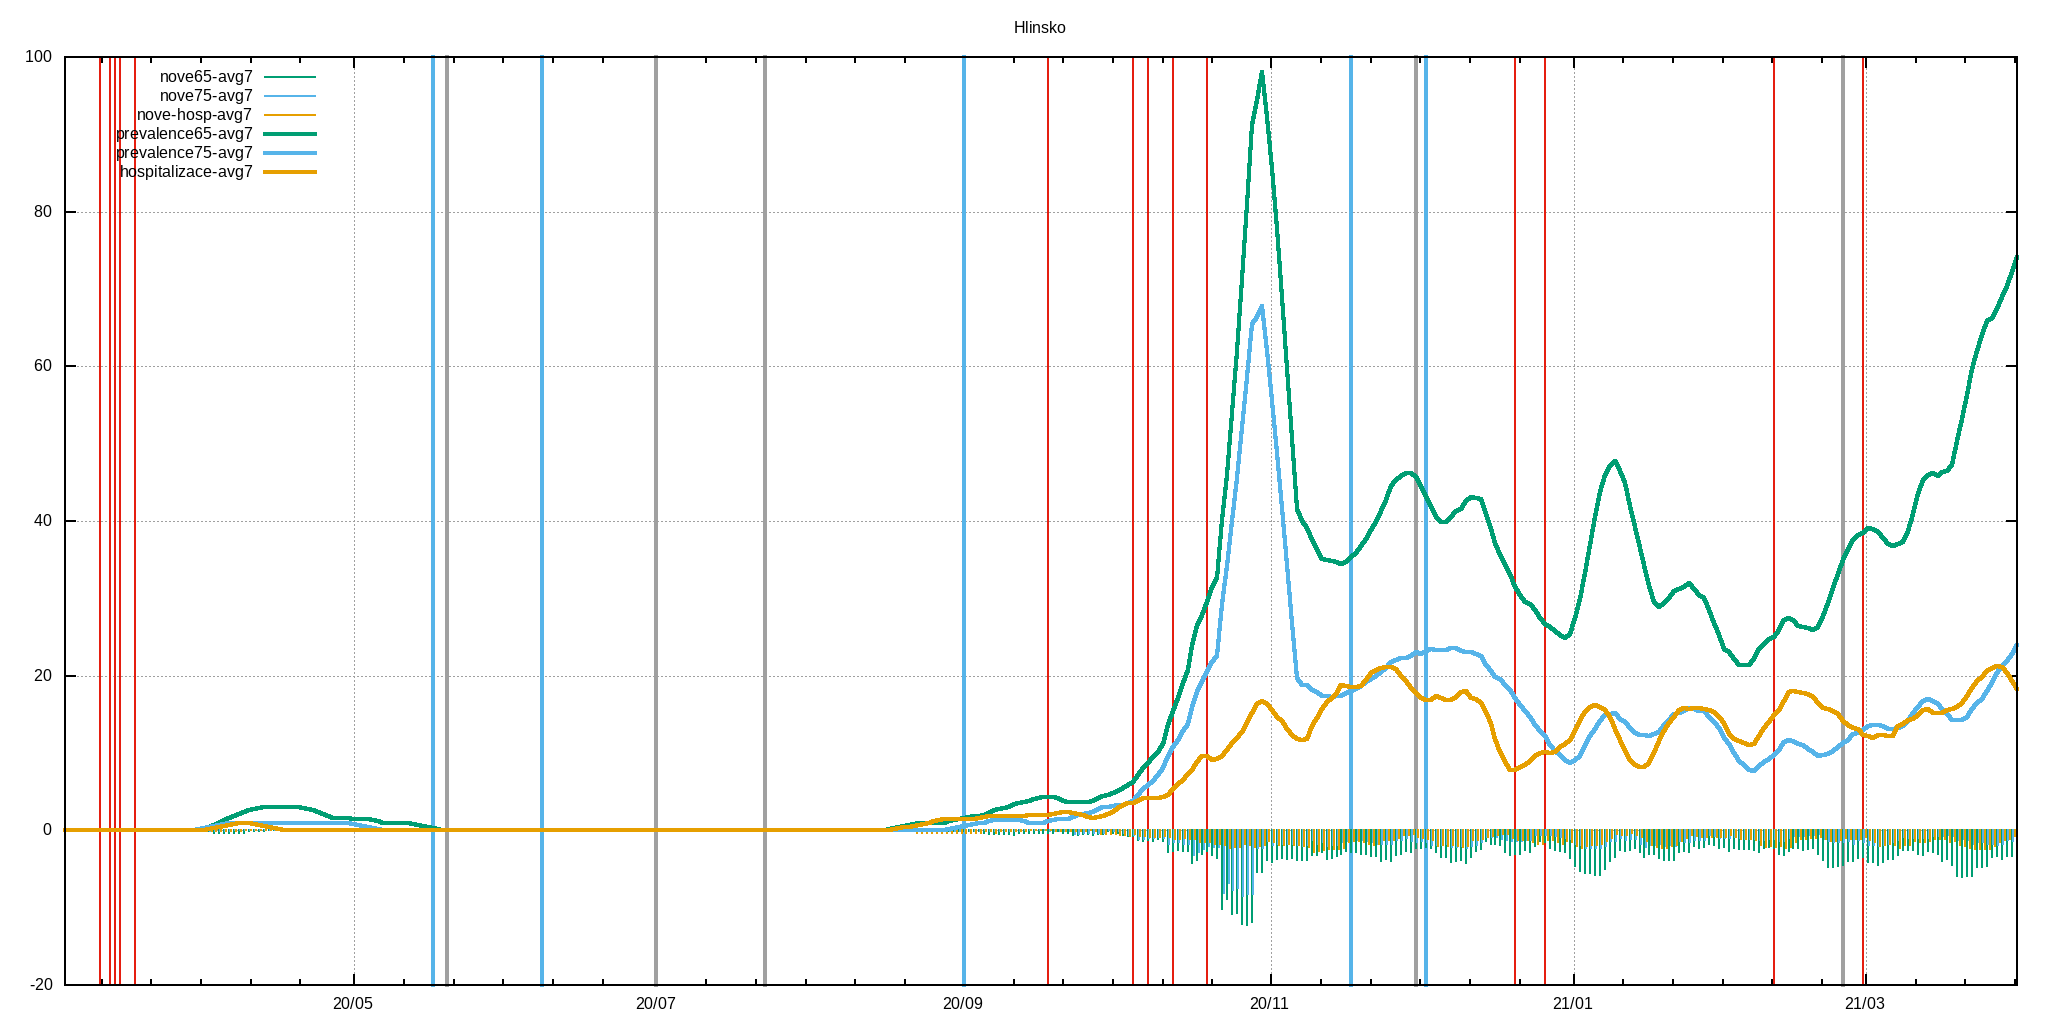 Hlinsko
100
nove65-avg7
nove75-avg7
nove-hosp-avg7
prevalence65-avg7
prevalence75-avg7
hospitalizace-avg7
80
60
40
20
0
-20
20/05 20/07 20/09 20/11 21/01 21/03